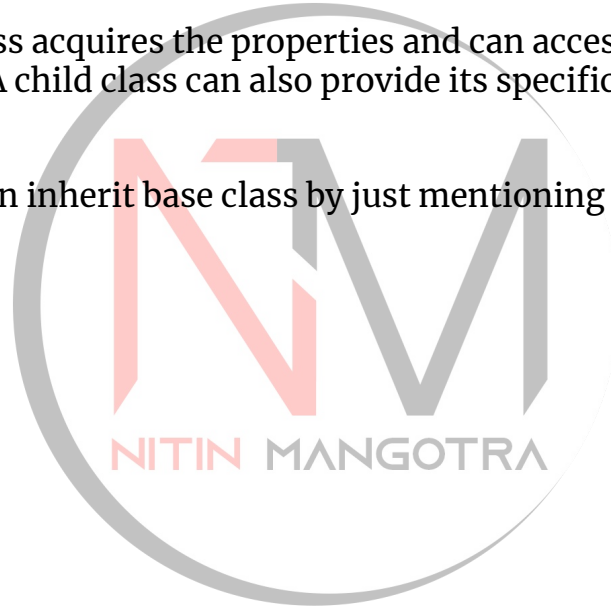 ss acquires the properties and can acces
A child class can also provide its specific
n inherit base class by just mentioning
NM
NITIN MANGOTRA